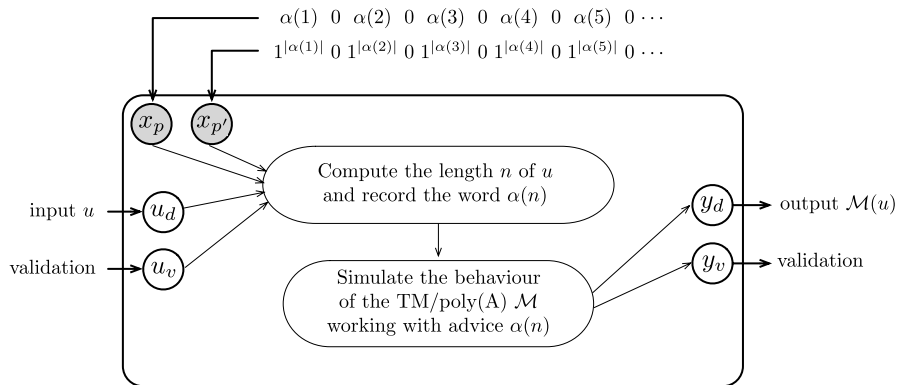 α(1) 0 α(2) 0 α(3) 0 α(4) 0 α(5) 0 ⋯
1^{|α(1)|} 0 1^{|α(2)|} 0 1^{|α(3)|} 0 1^{|α(4)|} 0 1^{|α(5)|} 0 ⋯
x_p x_{p'}
Compute the length n of u
and record the word α(n)
input u u_d
y_d output ℳ(u)
validation u_v
y_v validation
Simulate the behaviour
of the TM/poly(A) ℳ
working with advice α(n)